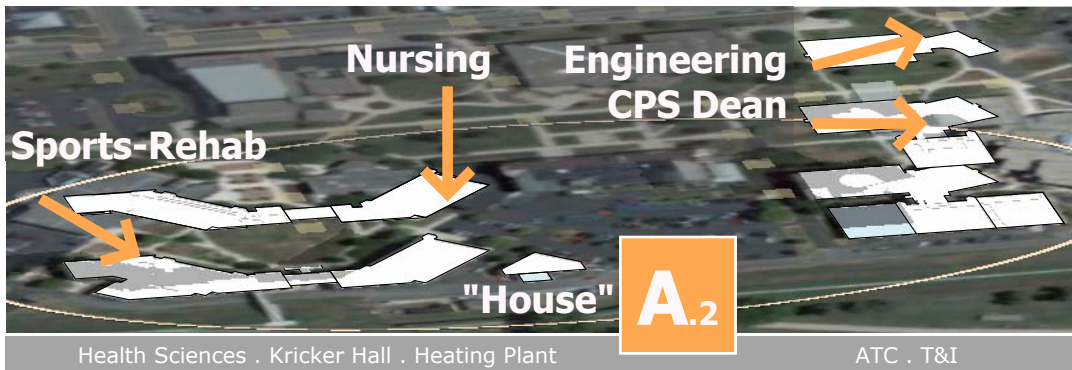 Nursing
Engineering
CPS Dean
Sports-Rehab
"House"
A.2
Health Sciences . Kricker Hall . Heating Plant
ATC . T&I